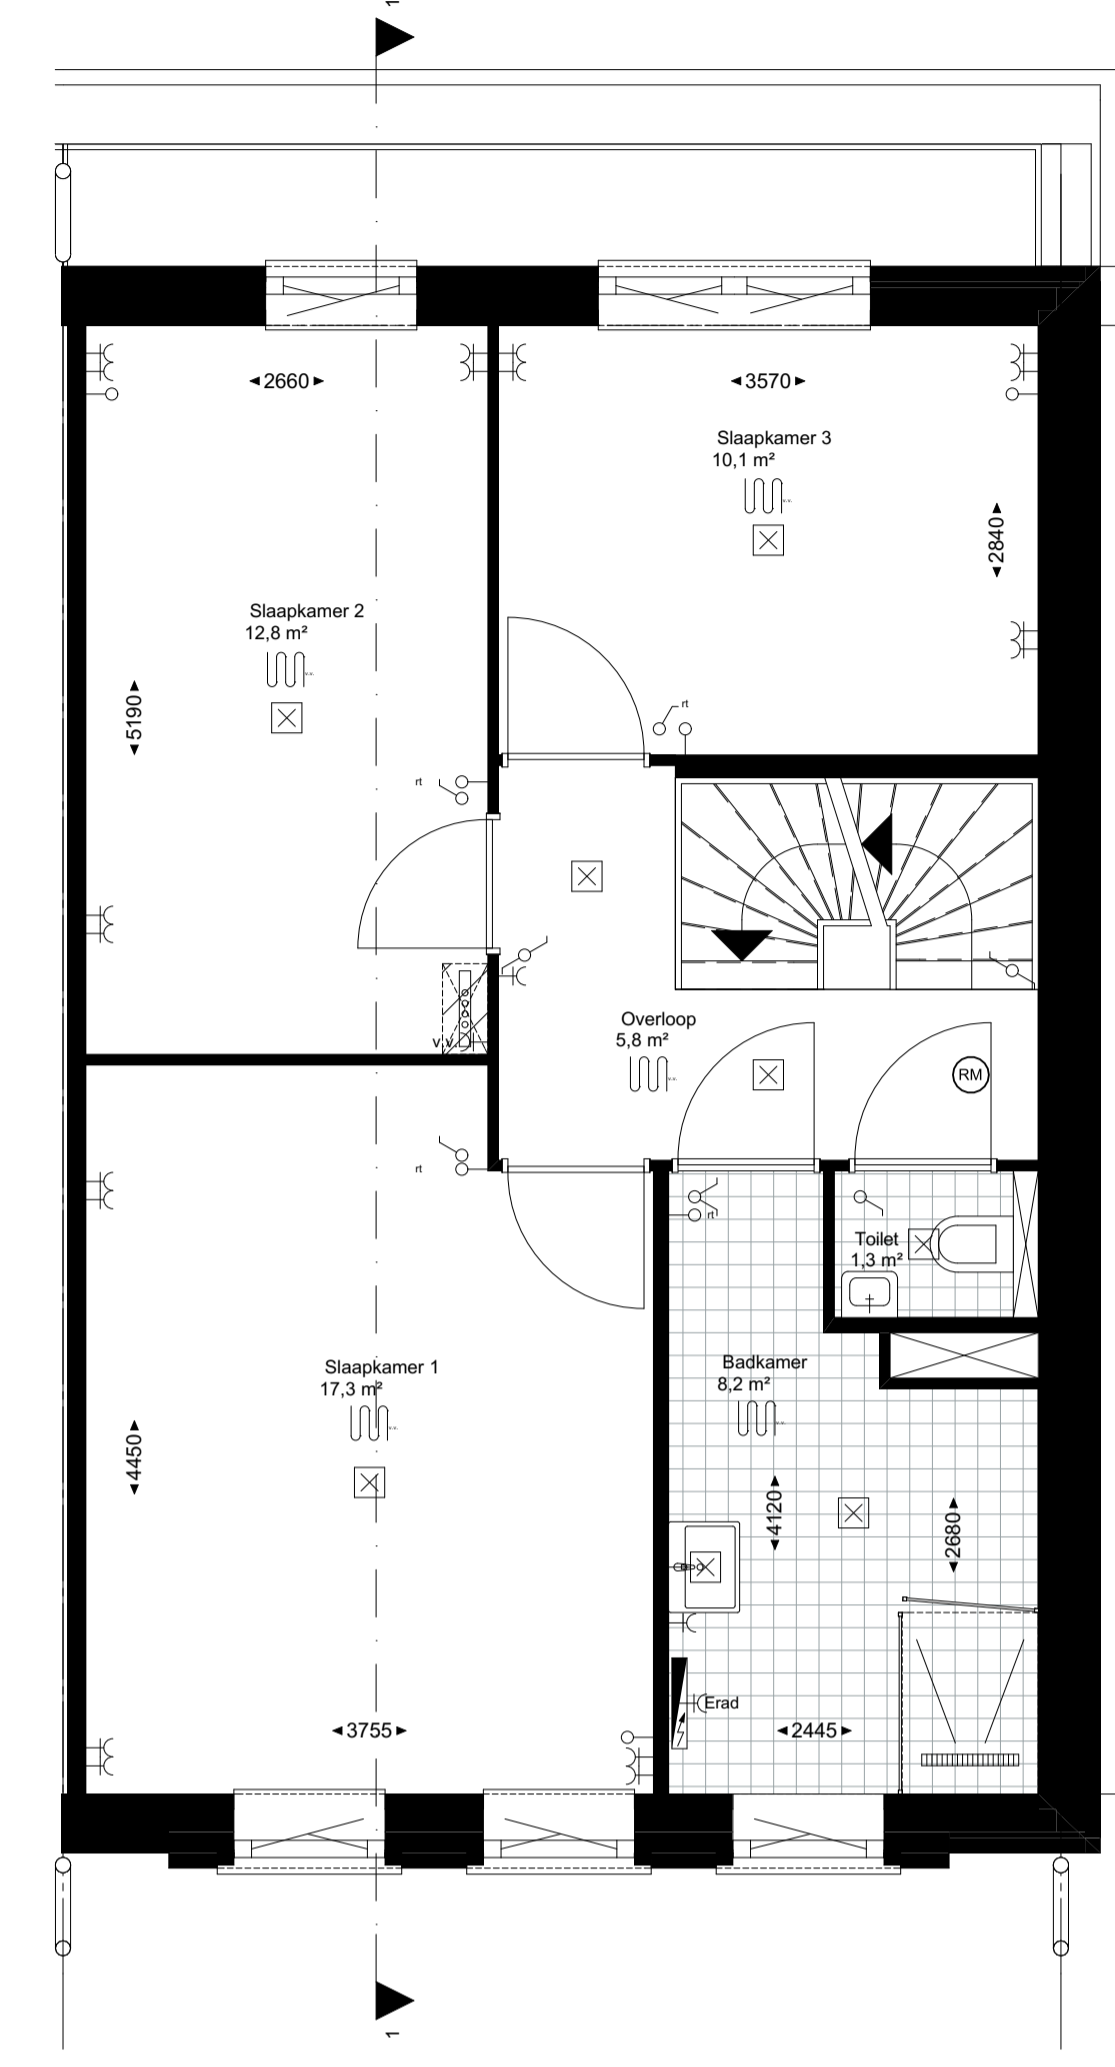 1
2660
3570
Slaapkamer 3
10,1 m²
v.v.
2840
Slaapkamer 2
12,8 m²
v.v.
5190
rt
rt
Overloop
5,8 m²
v.v.
RM
v.v.
rt
rt
Toilet
1,3 m²
Slaapkamer 1
17,3 m²
v.v.
Badkamer
8,2 m²
v.v.
4450
4120
2680
Erad
3755
2445
1